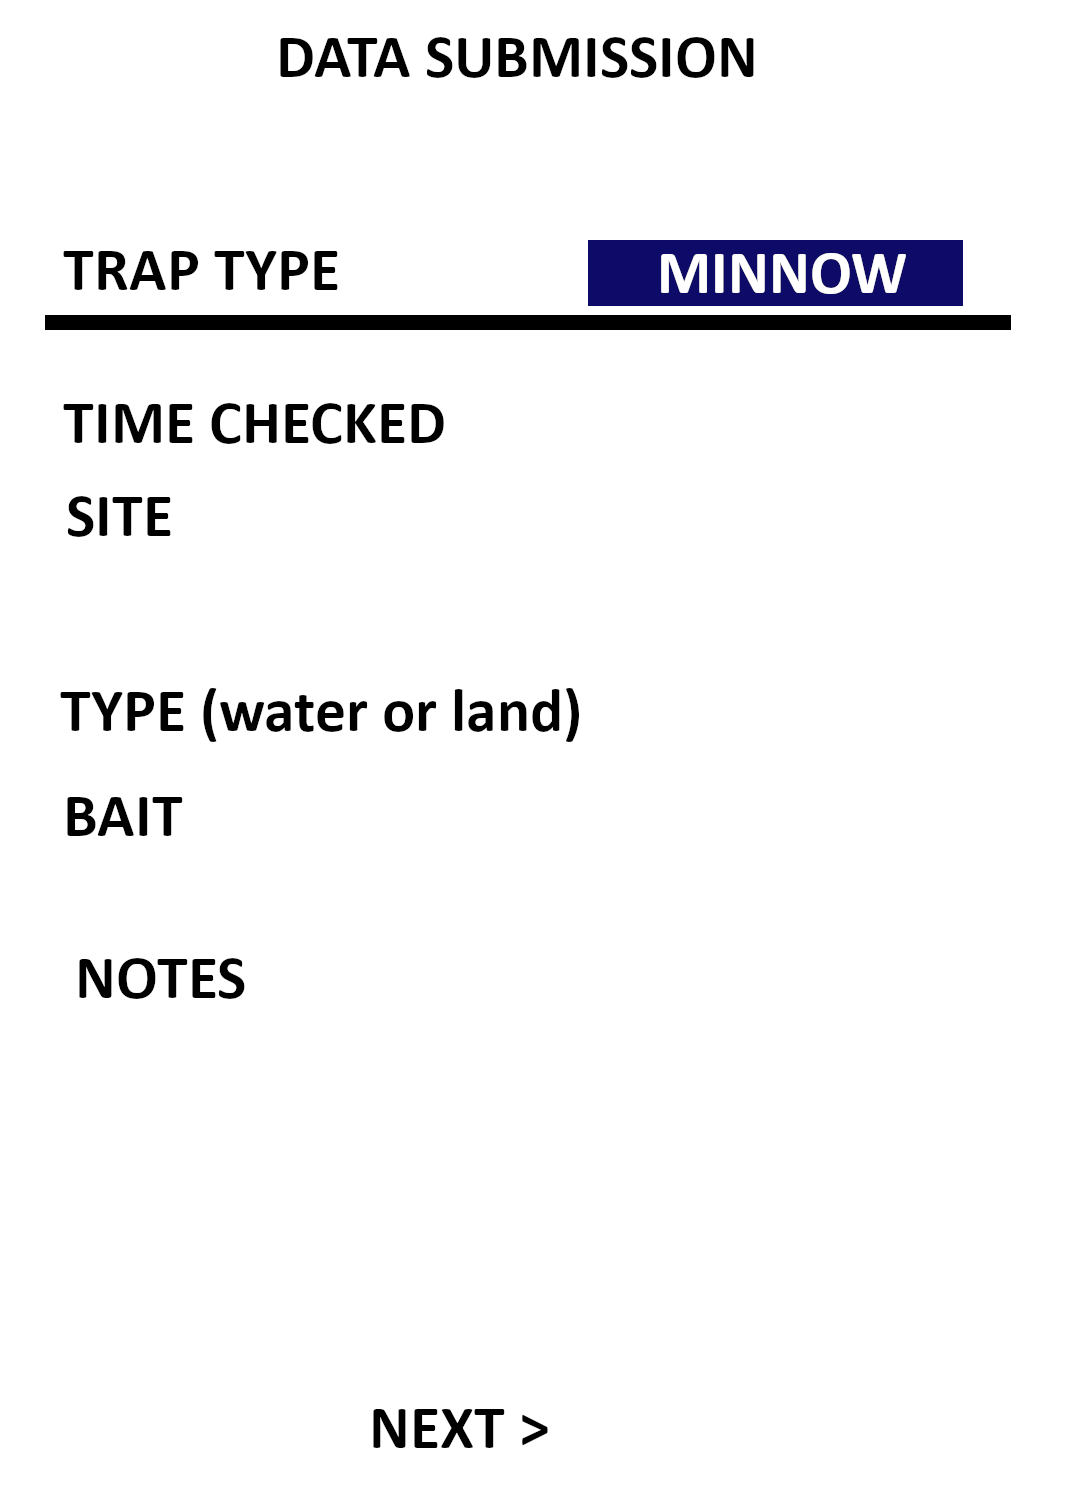 DATA SUBMISSION
TRAP TYPE MINNOW
TIME CHECKED
SITE
TYPE (water or land)
BAIT
NOTES
NEXT >